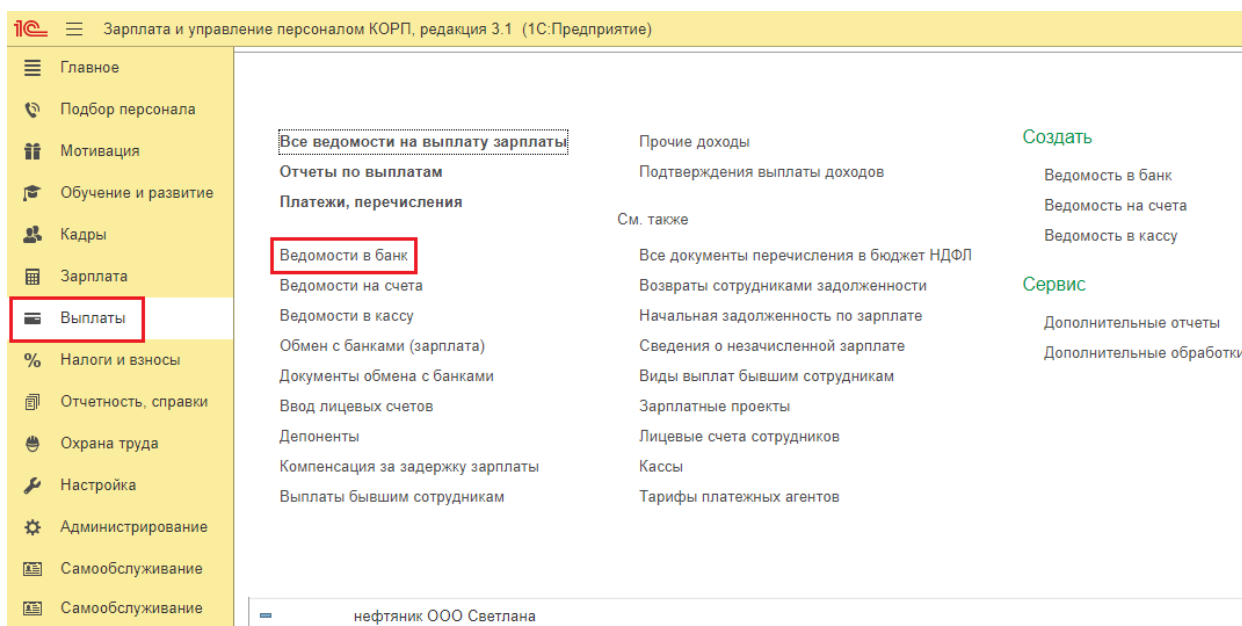 1С Зарплата и управление персоналом КОРП, редакция 3.1 (1С:Предприятие)
Главное
Подбор персонала
Мотивация
Обучение и развитие
Кадры
Зарплата
Выплаты
Налоги и взносы
Отчетность, справки
Охрана труда
Настройка
Администрирование
Самообслуживание
Самообслуживание
Все ведомости на выплату зарплаты
Отчеты по выплатам
Платежи, перечисления
Ведомости в банк
Ведомости на счета
Ведомости в кассу
Обмен с банками (зарплата)
Документы обмена с банками
Ввод лицевых счетов
Депоненты
Компенсация за задержку зарплаты
Выплаты бывшим сотрудникам
Прочие доходы
Подтверждения выплаты доходов
См. также
Все документы перечисления в бюджет НДФЛ
Возвраты сотрудниками задолженности
Начальная задолженность по зарплате
Сведения о незачисленной зарплате
Виды выплат бывшим сотрудникам
Зарплатные проекты
Лицевые счета сотрудников
Кассы
Тарифы платежных агентов
Создать
Ведомость в банк
Ведомость на счета
Ведомость в кассу
Сервис
Дополнительные отчеты
Дополнительные обработки
нефтяник ООО Светлана